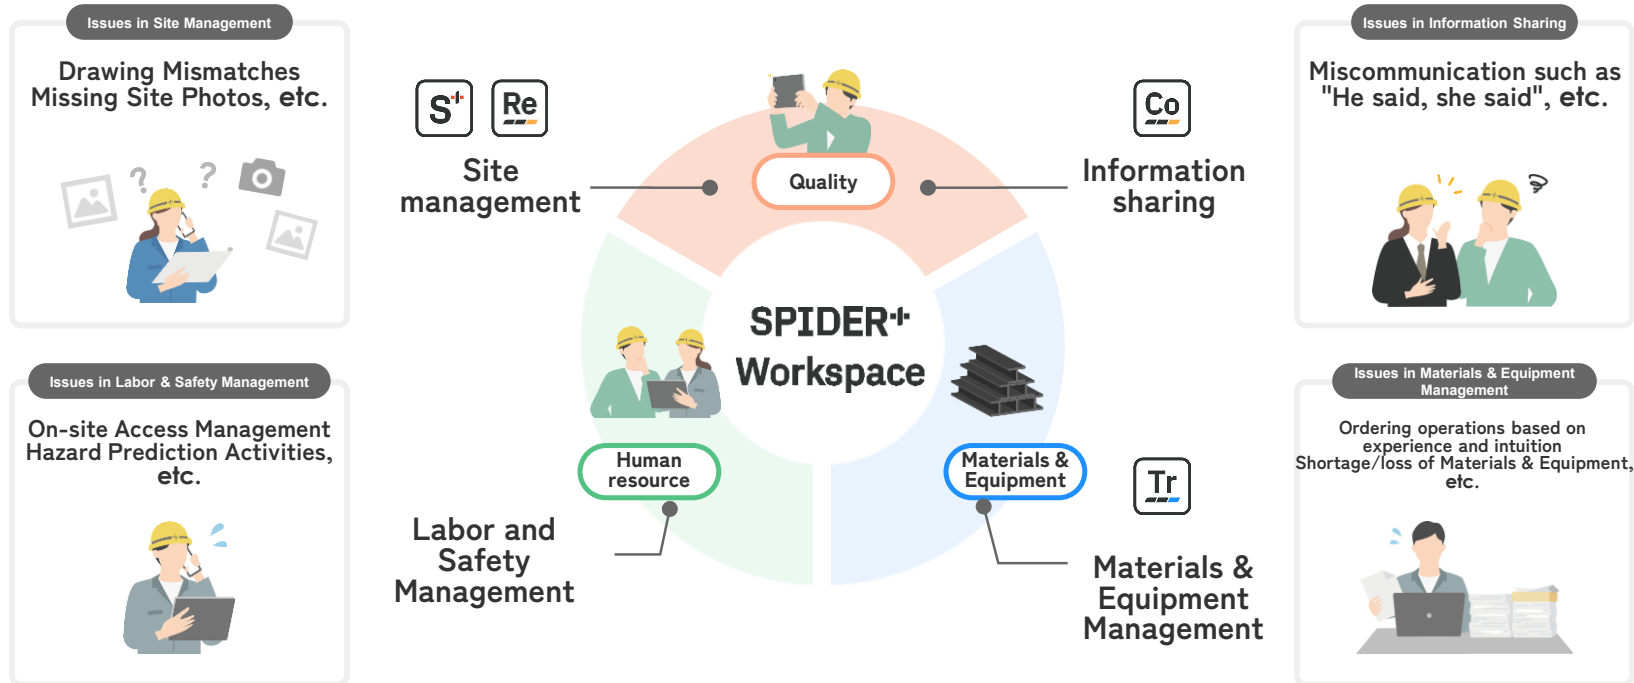 Issues in Site Management
Drawing Mismatches
Missing Site Photos, etc.
? ?
Issues in Labor & Safety Management
On-site Access Management
Hazard Prediction Activities,
etc.
S+ Re
Site
management
Quality
Co
Information
sharing
SPIDER+
Workspace
Human
resource
Materials &
Equipment
Labor and
Safety
Management
Tr
Materials &
Equipment
Management
Issues in Information Sharing
Miscommunication such as
"He said, she said", etc.
Issues in Materials & Equipment
Management
Ordering operations based on
experience and intuition
Shortage/loss of Materials & Equipment,
etc.